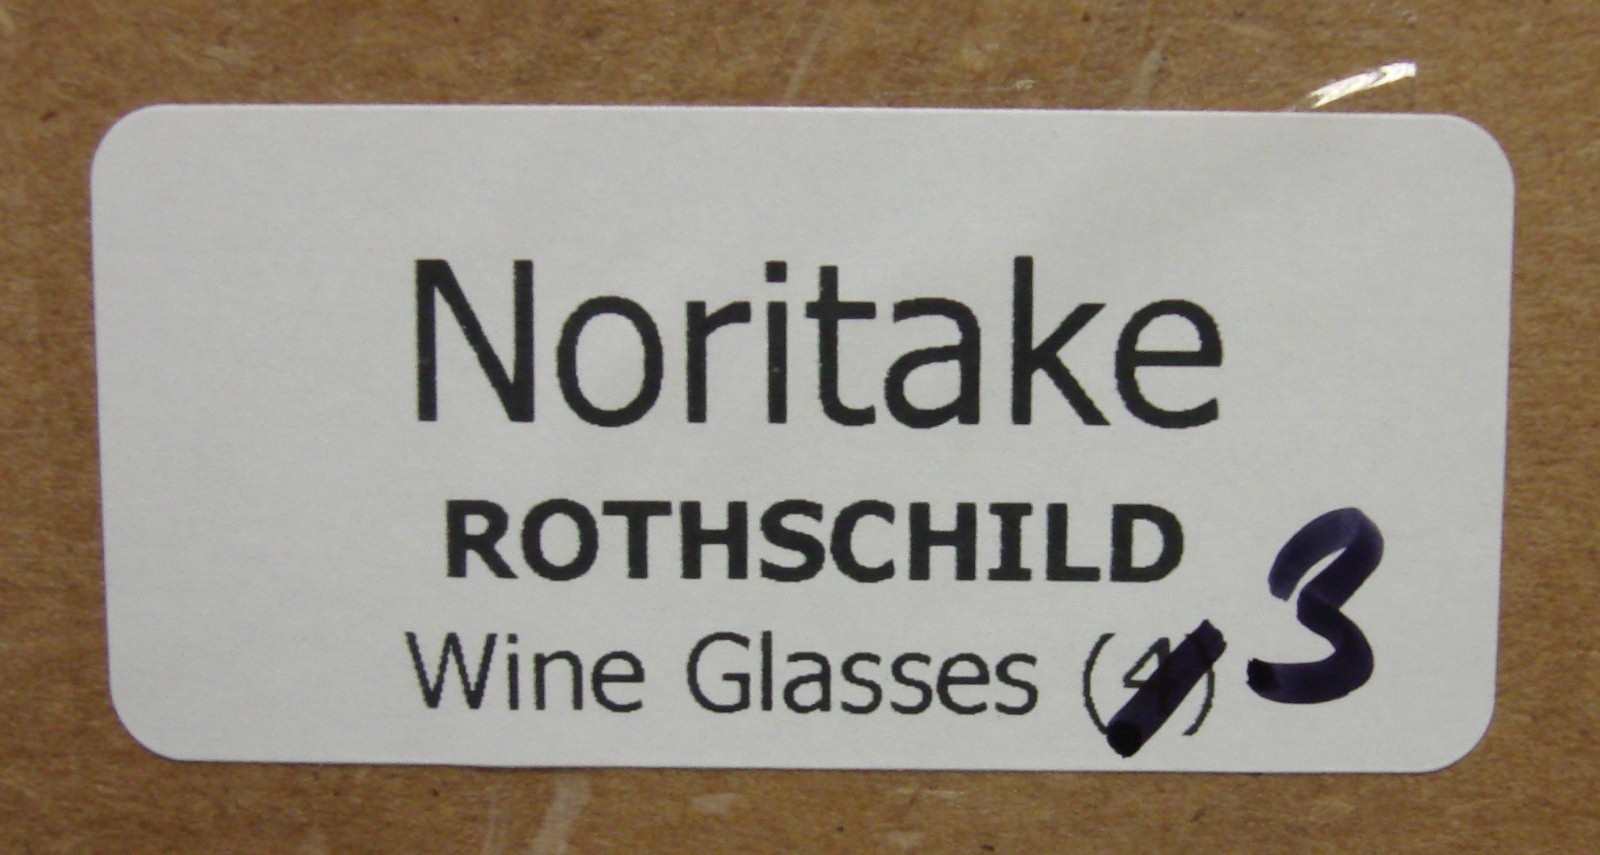 Noritake
ROTHSCHILD
Wine Glasses (4) 3